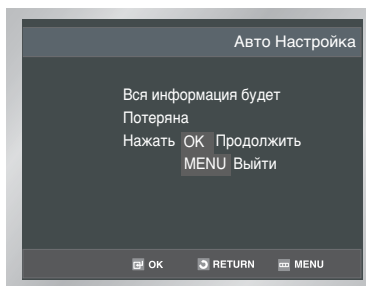 Авто Настройка
Вся информация будет
Потеряна
Нажать OK Продолжить
MENU Выйти
OK RETURN MENU